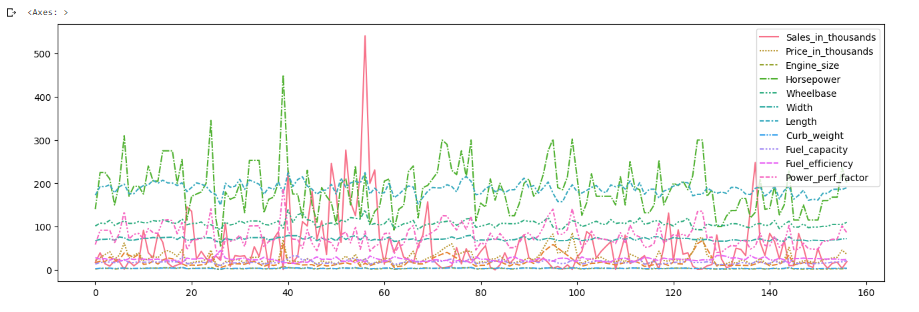 <Axes: >
500
400
300
200
100
0
0 20 40 60 80 100 120 140 160
Sales_in_thousands
Price_in_thousands
Engine_size
Horsepower
Wheelbase
Width
Length
Curb_weight
Fuel_capacity
Fuel_efficiency
Power_perf_factor